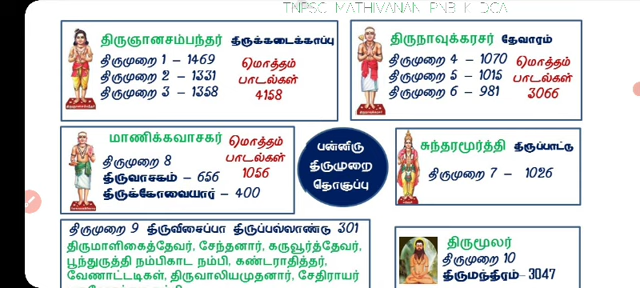 TNPSC MATHIVANAN PNB K DCA
திருஞானசம்பந்தர் திருக்கடைக்காப்பு
திருமுறை 1 – 1469
திருமுறை 2 – 1331
திருமுறை 3 – 1358
மொத்தம்
பாடல்கள்
4158
திருநாவுக்கரசர் தேவாரம்
திருமுறை 4 – 1070
திருமுறை 5 – 1015
திருமுறை 6 – 981
மொத்தம்
பாடல்கள்
3066
மாணிக்கவாசகர்
திருமுறை 8
திருவாசகம் – 656
திருக்கோவையார் – 400
மொத்தம்
பாடல்கள்
1056
பன்னிரு
திருமுறை
தொகுப்பு
சுந்தரமூர்த்தி திருப்பாட்டு
திருமுறை 7 – 1026
திருமுறை 9 திருவிசைப்பா திருப்பல்லாண்டு 301
திருமாளிகைத்தேவர், சேந்தனார், கருவூர்த்தேவர்,
பூந்துருத்தி நம்பிகாட நம்பி, கண்டராதித்தர்,
வேணாட்டடிகள், திருவாலியமுதனார், சேதிராயர்
திருமூலர்
திருமுறை 10
திருமந்திரம்– 3047